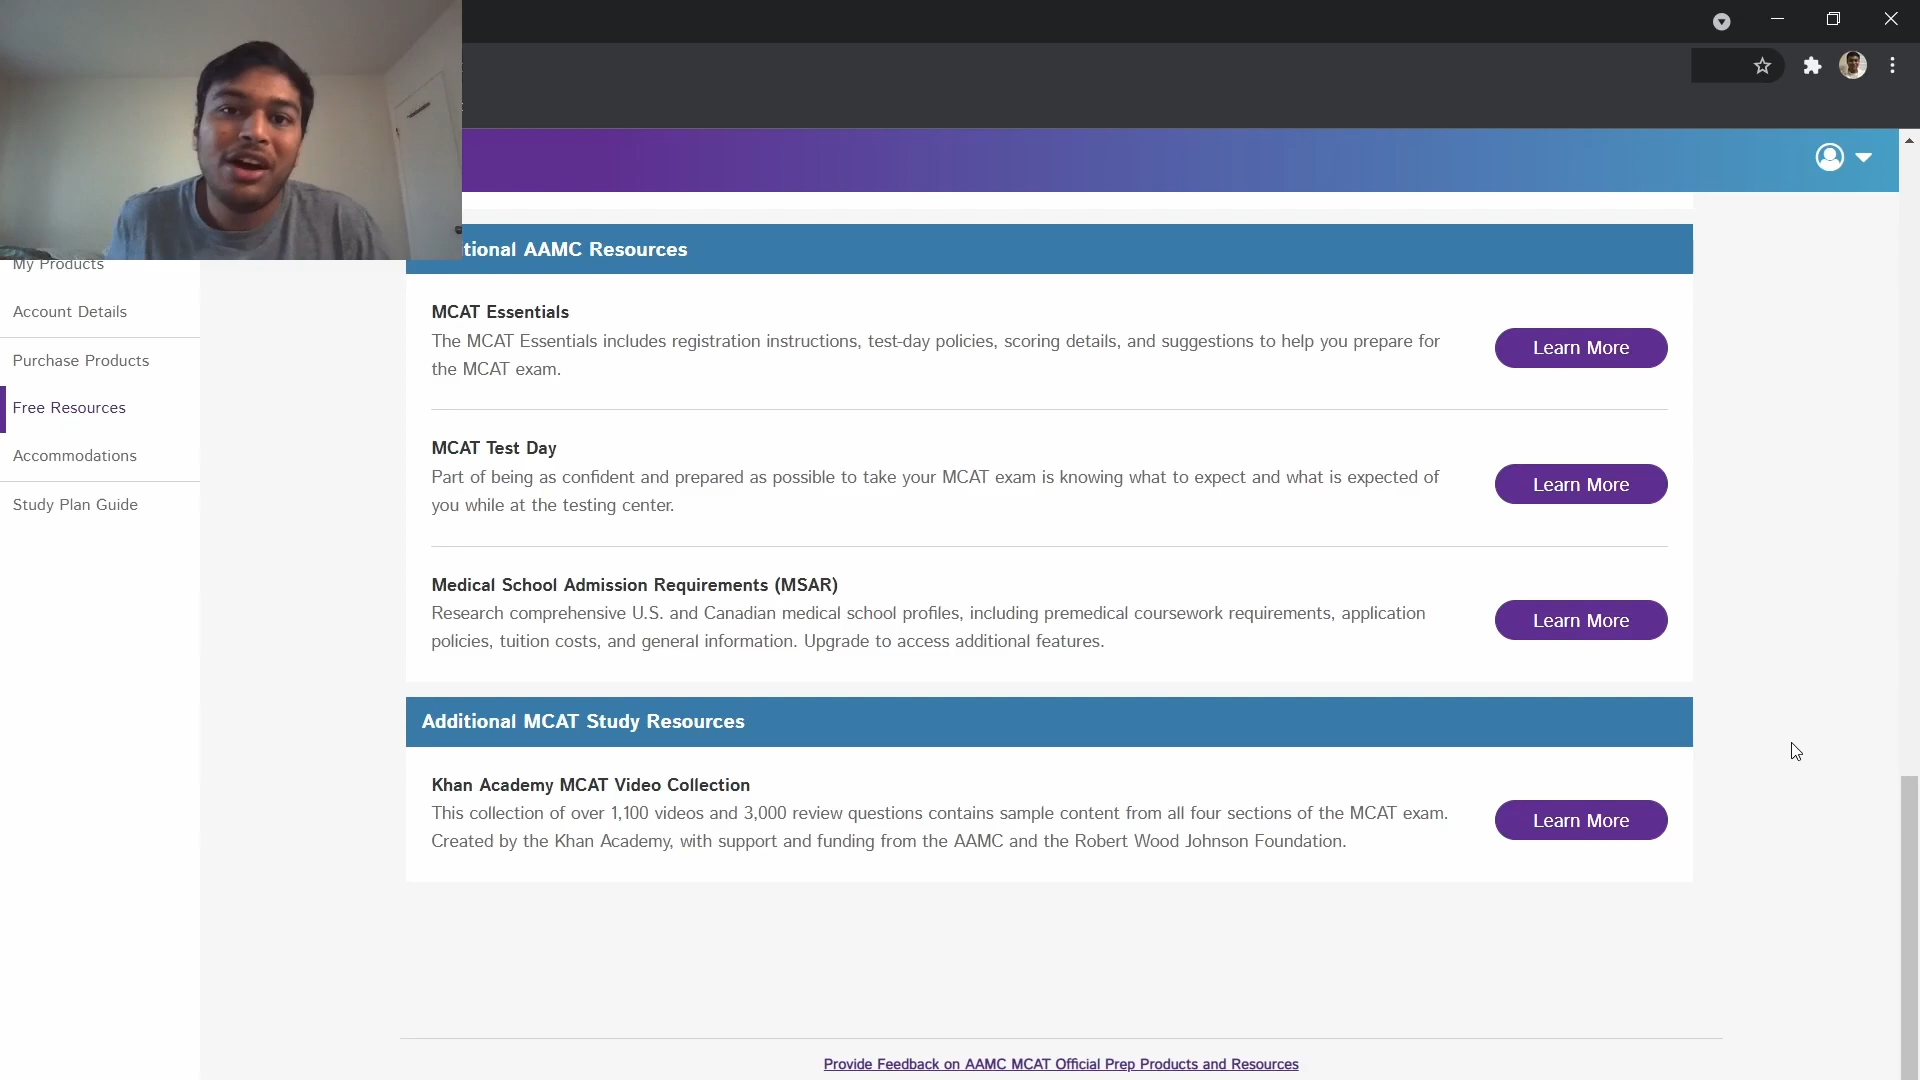 tional AAMC Resources
My Products
Account Details
Purchase Products
Free Resources
Accommodations
Study Plan Guide
MCAT Essentials
The MCAT Essentials includes registration instructions, test-day policies, scoring details, and suggestions to help you prepare for
the MCAT exam.
Learn More
MCAT Test Day
Part of being as confident and prepared as possible to take your MCAT exam is knowing what to expect and what is expected of
you while at the testing center.
Learn More
Medical School Admission Requirements (MSAR)
Research comprehensive U.S. and Canadian medical school profiles, including premedical coursework requirements, application
policies, tuition costs, and general information. Upgrade to access additional features.
Learn More
Additional MCAT Study Resources
Khan Academy MCAT Video Collection
This collection of over 1,100 videos and 3,000 review questions contains sample content from all four sections of the MCAT exam.
Created by the Khan Academy, with support and funding from the AAMC and the Robert Wood Johnson Foundation.
Learn More
Provide Feedback on AAMC MCAT Official Prep Products and Resources